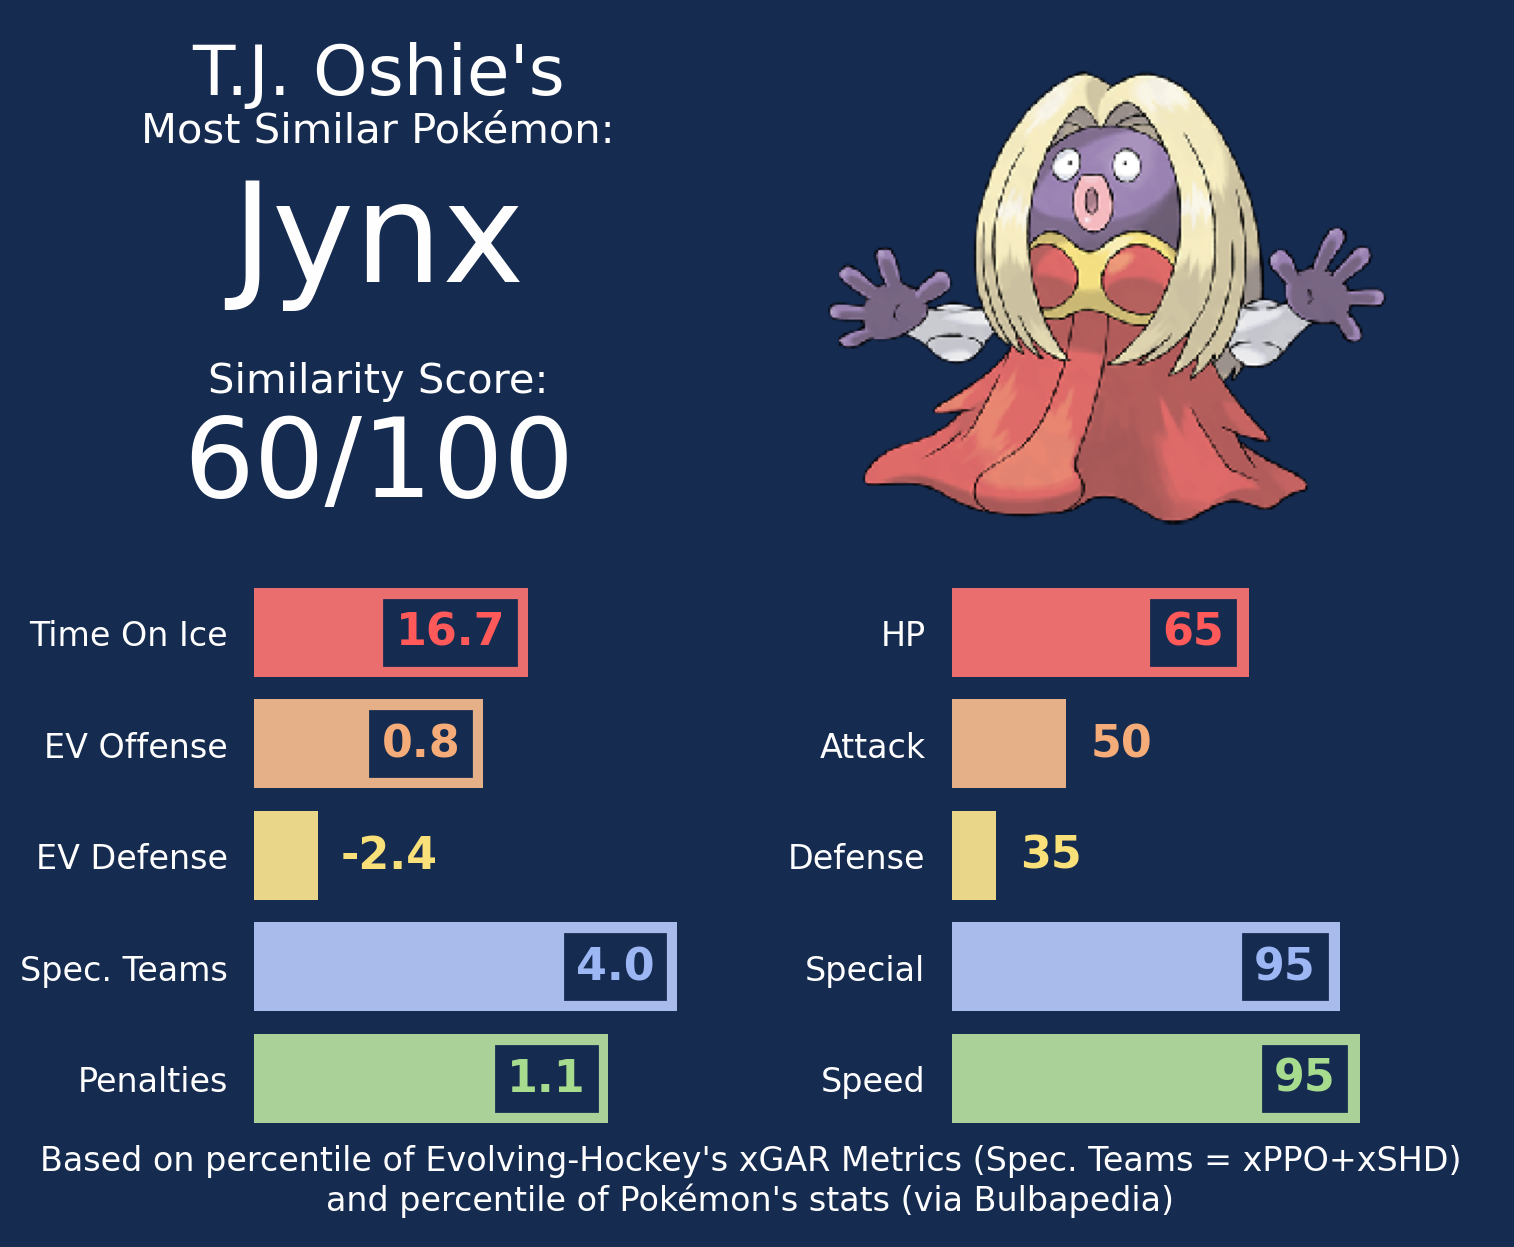 T.J. Oshie's
Most Similar Pokémon:
Jynx
Similarity Score:
60/100
Time On Ice 16.7
EV Offense 0.8
EV Defense -2.4
Spec. Teams 4.0
Penalties 1.1
HP 65
Attack 50
Defense 35
Special 95
Speed 95
Based on percentile of Evolving-Hockey's xGAR Metrics (Spec. Teams = xPPO+xSHD)
and percentile of Pokémon's stats (via Bulbapedia)